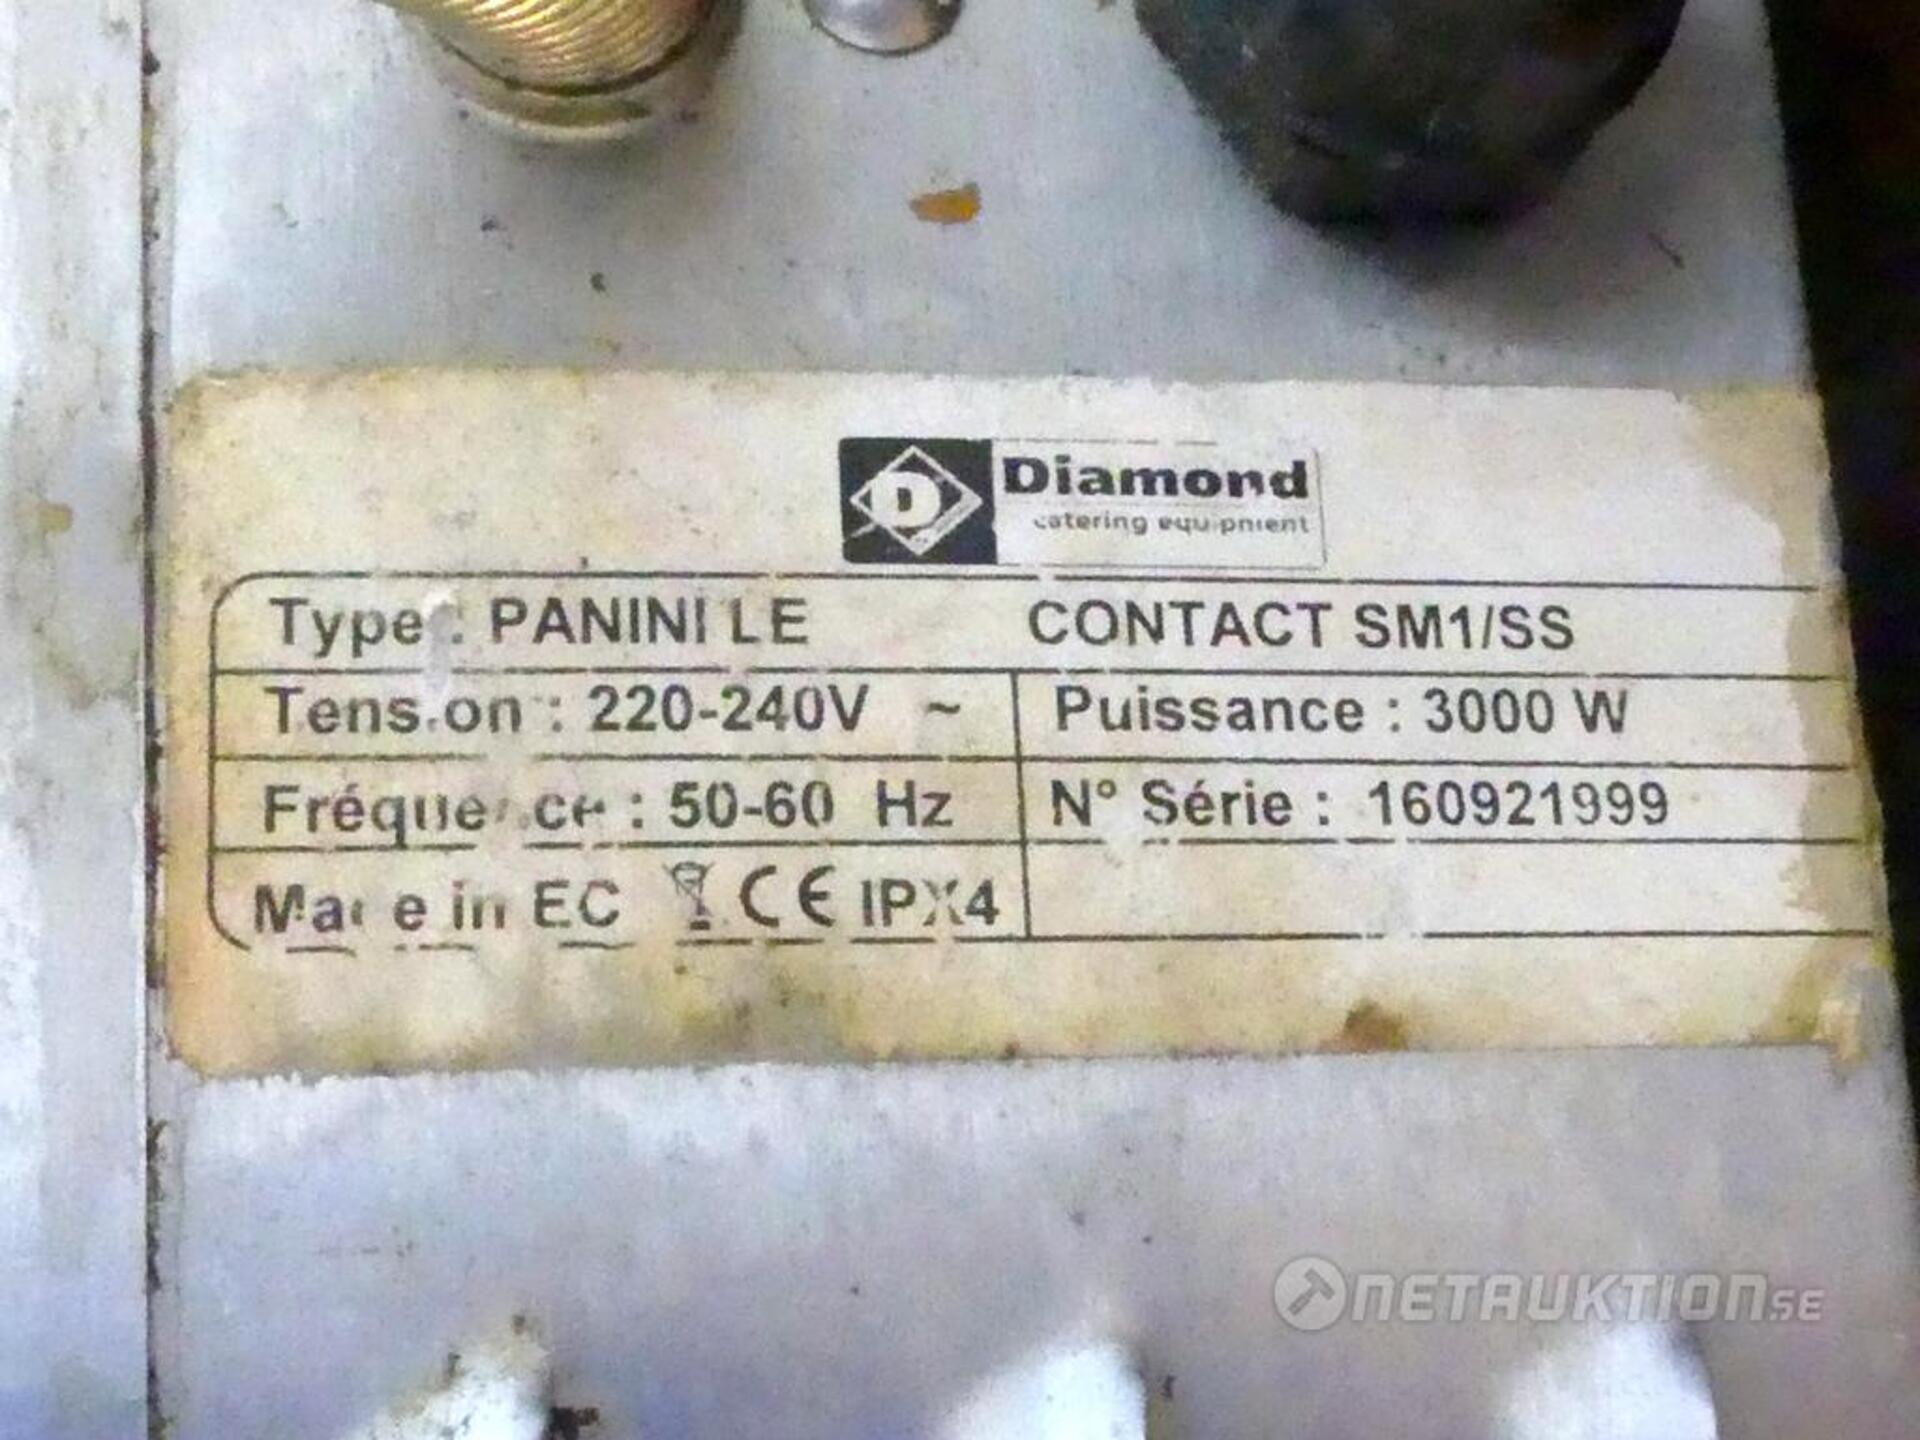 D Diamond
catering equipment
Type : PANINI LE CONTACT SM1/SS
Tension : 220-240V ~ Puissance : 3000 W
Fréquence : 50-60 Hz N° Série : 160921999
Made in EC CE IPX4
NETAUKTION.SE